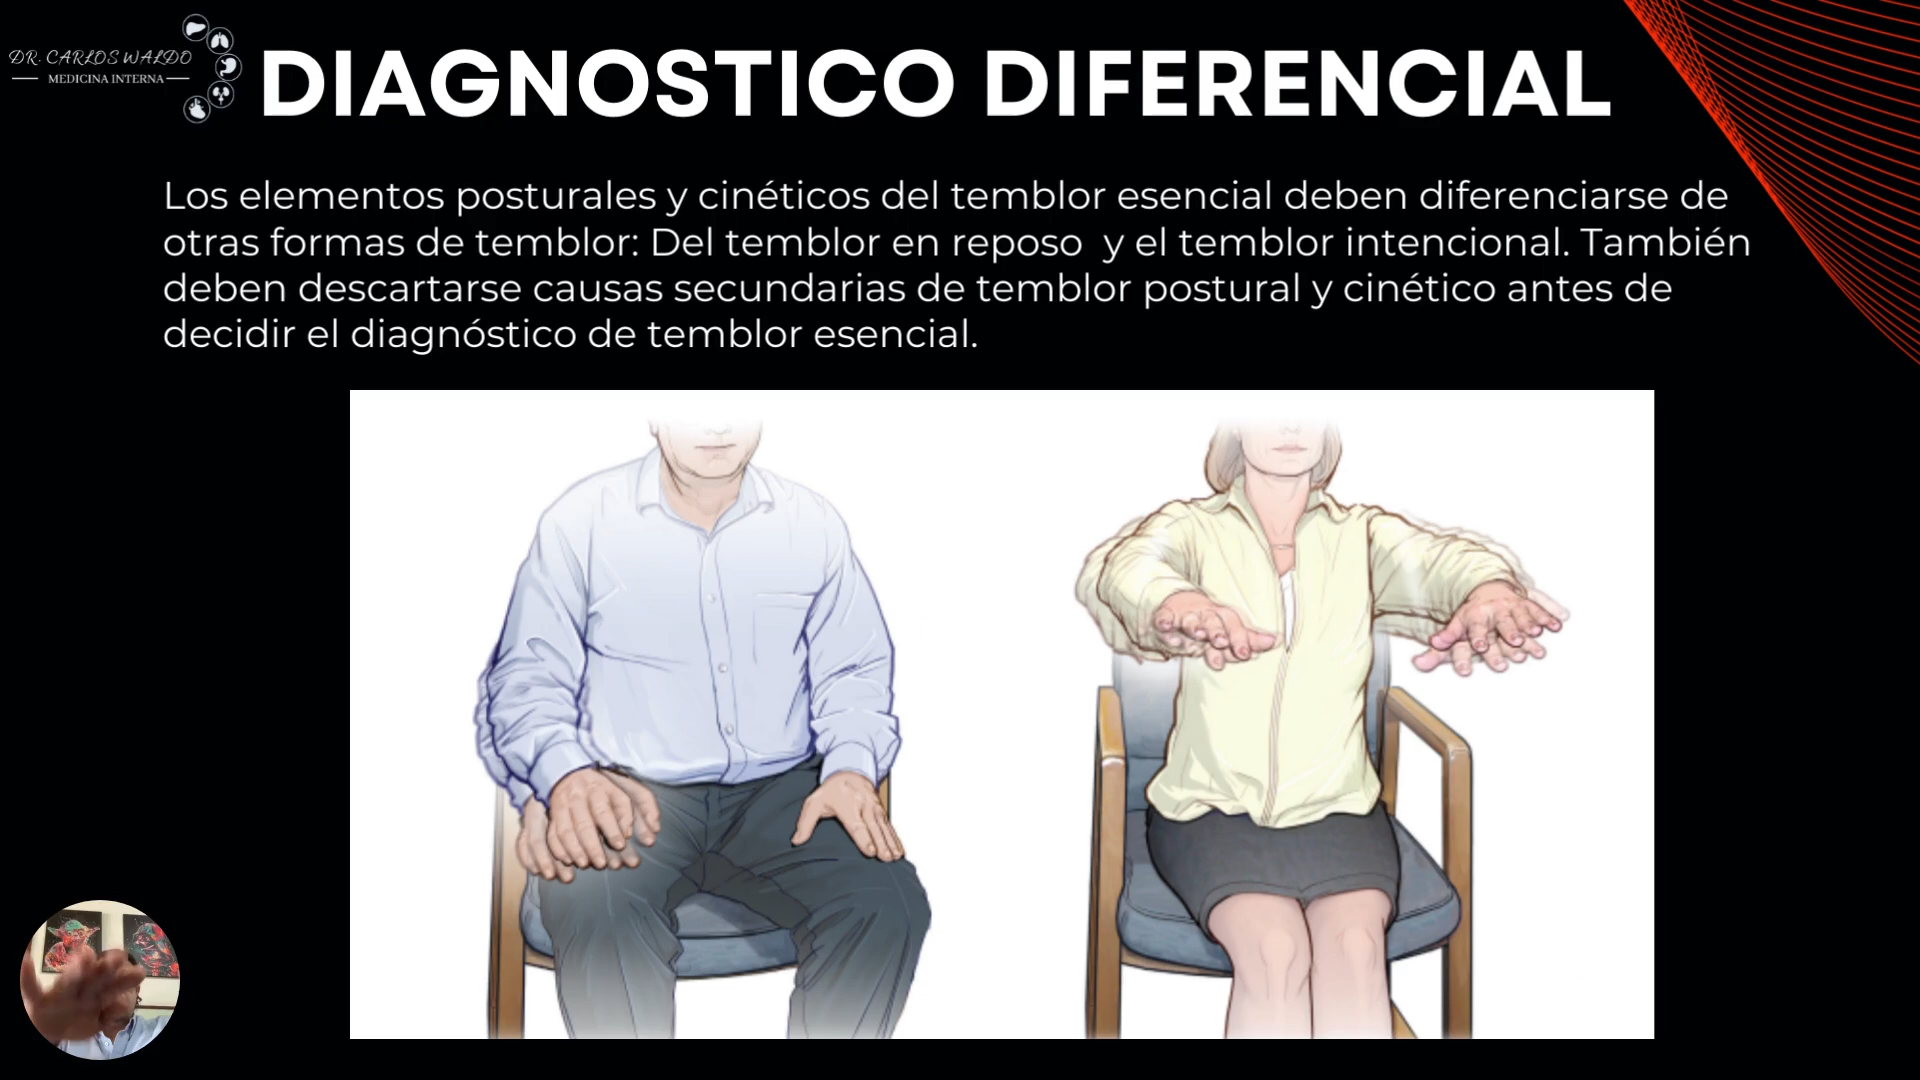 DR. CARLOS WALDO
MEDICINA INTERNA
DIAGNOSTICO DIFERENCIAL
Los elementos posturales y cinéticos del temblor esencial deben diferenciarse de
otras formas de temblor: Del temblor en reposo  y el temblor intencional. También
deben descartarse causas secundarias de temblor postural y cinético antes de
decidir el diagnóstico de temblor esencial.